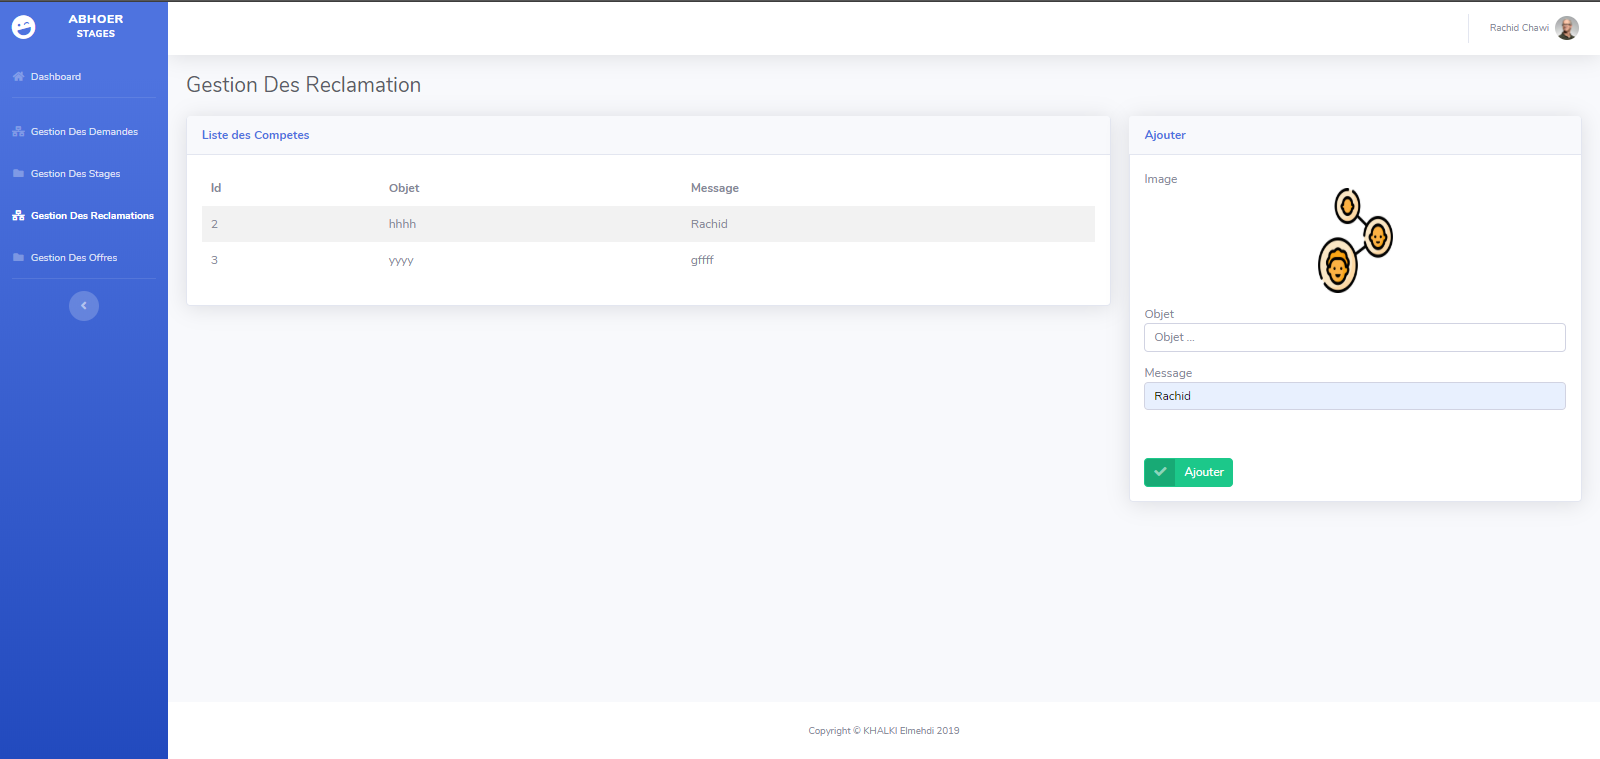 ABHOER
STAGES
Rachid Chawi
Dashboard
Gestion Des Demandes
Gestion Des Stages
Gestion Des Reclamations
Gestion Des Offres
Gestion Des Reclamation
Liste des Competes
Id Objet Message
2 hhhh Rachid
3 yyyy gffff
Ajouter
Image
Objet
Objet ...
Message
Rachid
Ajouter
Copyright © KHALKI Elmehdi 2019